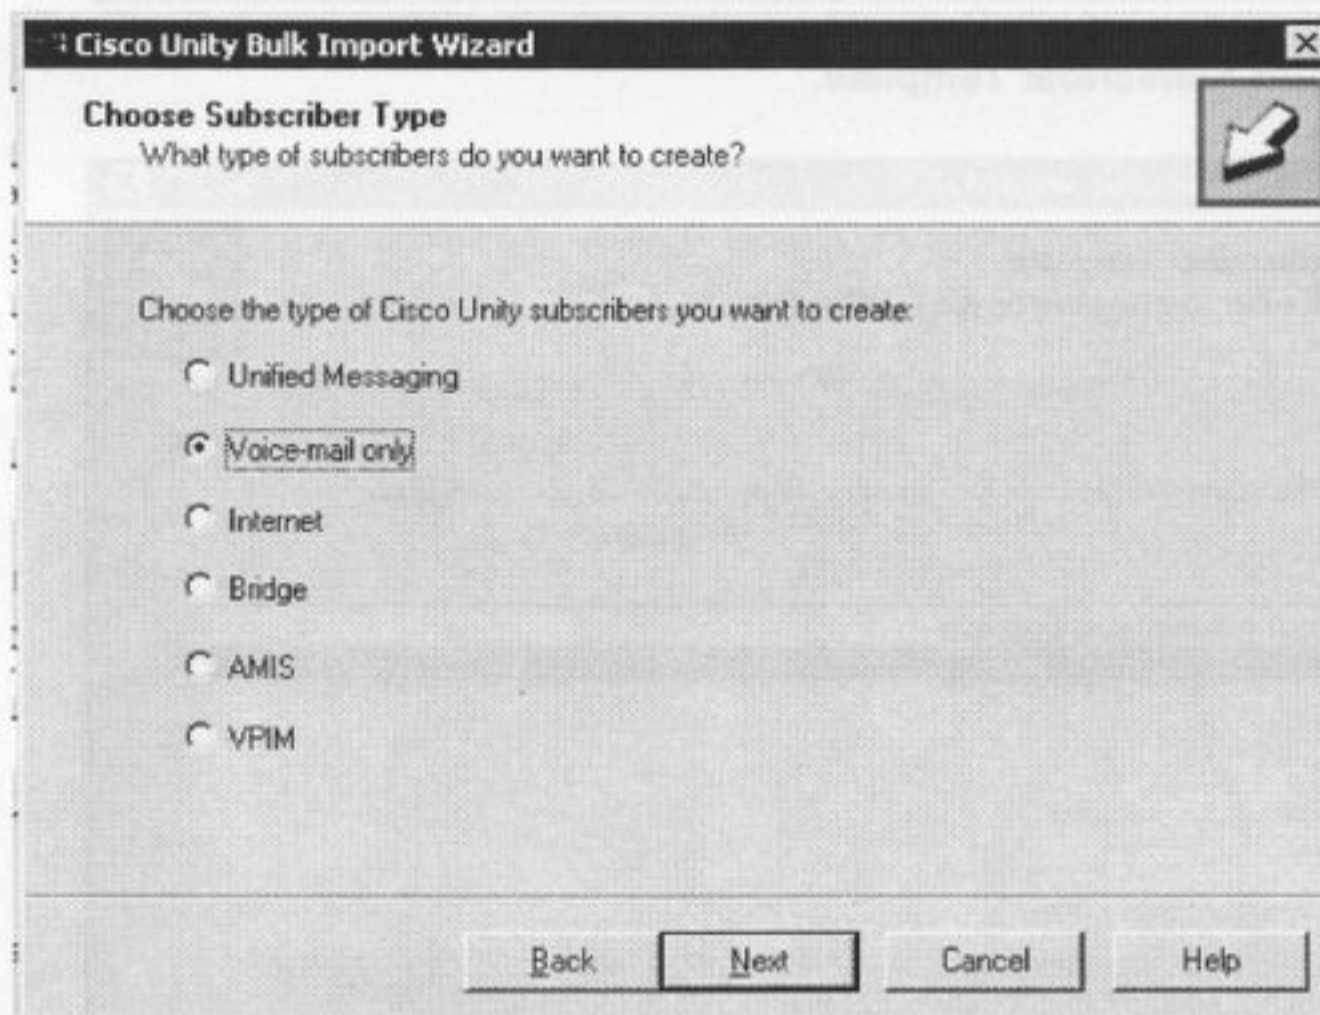 Cisco Unity Bulk Import Wizard
Choose Subscriber Type
What type of subscribers do you want to create?
Choose the type of Cisco Unity subscribers you want to create:
Unified Messaging
Voice-mail only
Internet
Bridge
AMIS
VPIM
Back Next Cancel Help